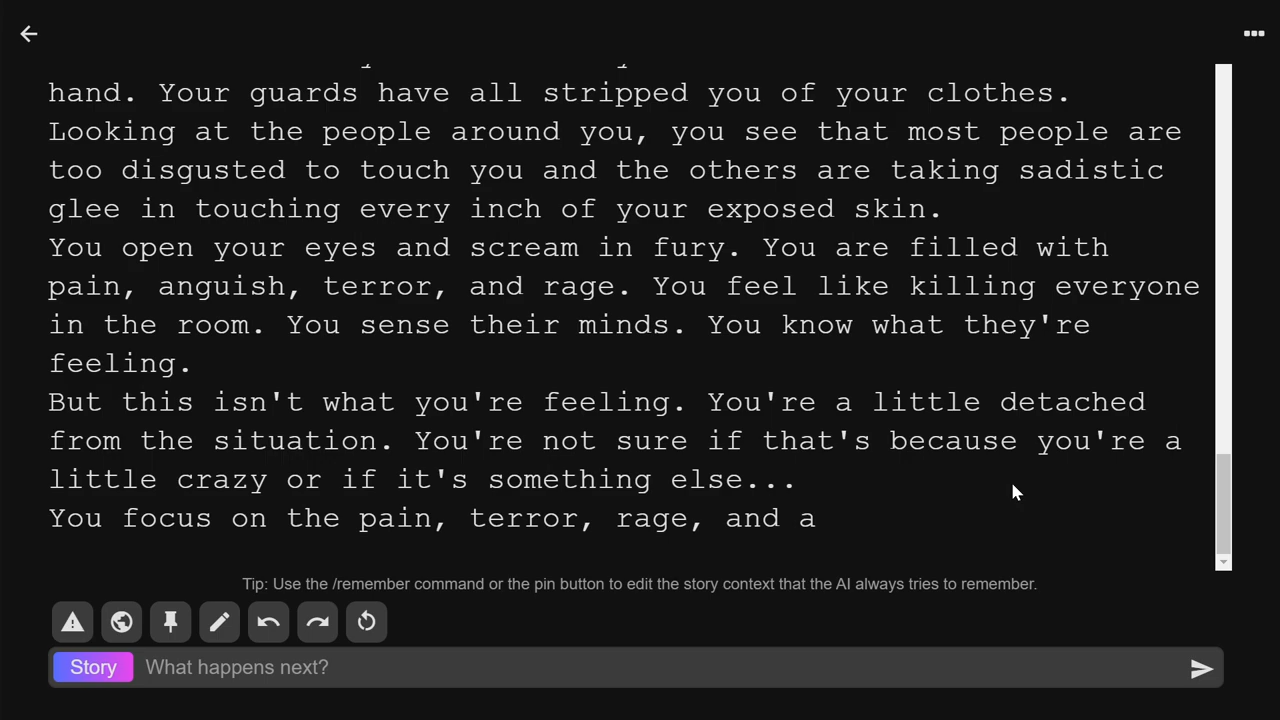 hand. Your guards have all stripped you of your clothes.
Looking at the people around you, you see that most people are
too disgusted to touch you and the others are taking sadistic
glee in touching every inch of your exposed skin.
You open your eyes and scream in fury. You are filled with
pain, anguish, terror, and rage. You feel like killing everyone
in the room. You sense their minds. You know what they're
feeling.
But this isn't what you're feeling. You're a little detached
from the situation. You're not sure if that's because you're a
little crazy or if it's something else...
You focus on the pain, terror, rage, and a
Tip: Use the /remember command or the pin button to edit the story context that the AI always tries to remember.
Story What happens next?